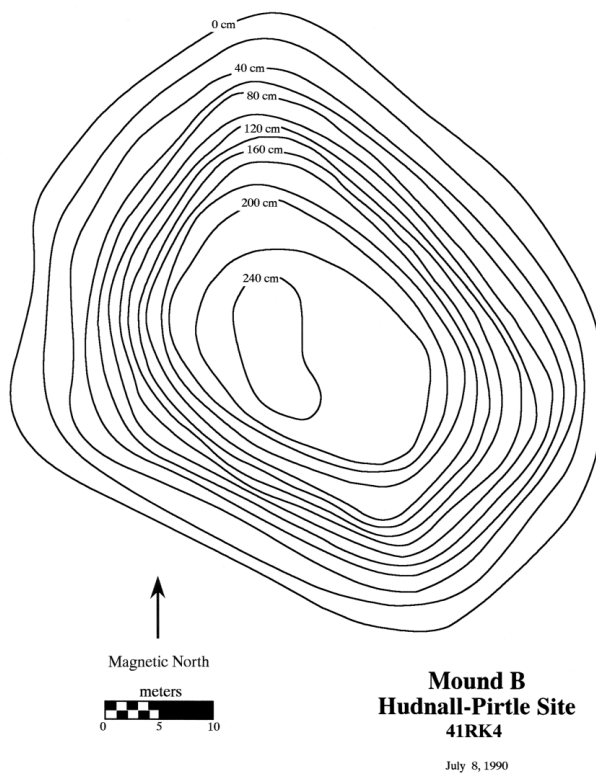 0 cm
40 cm
80 cm
120 cm
160 cm
200 cm
240 cm
Magnetic North
meters
0 5 10
Mound B
Hudnall-Pirtle Site
41RK4
July 8, 1990